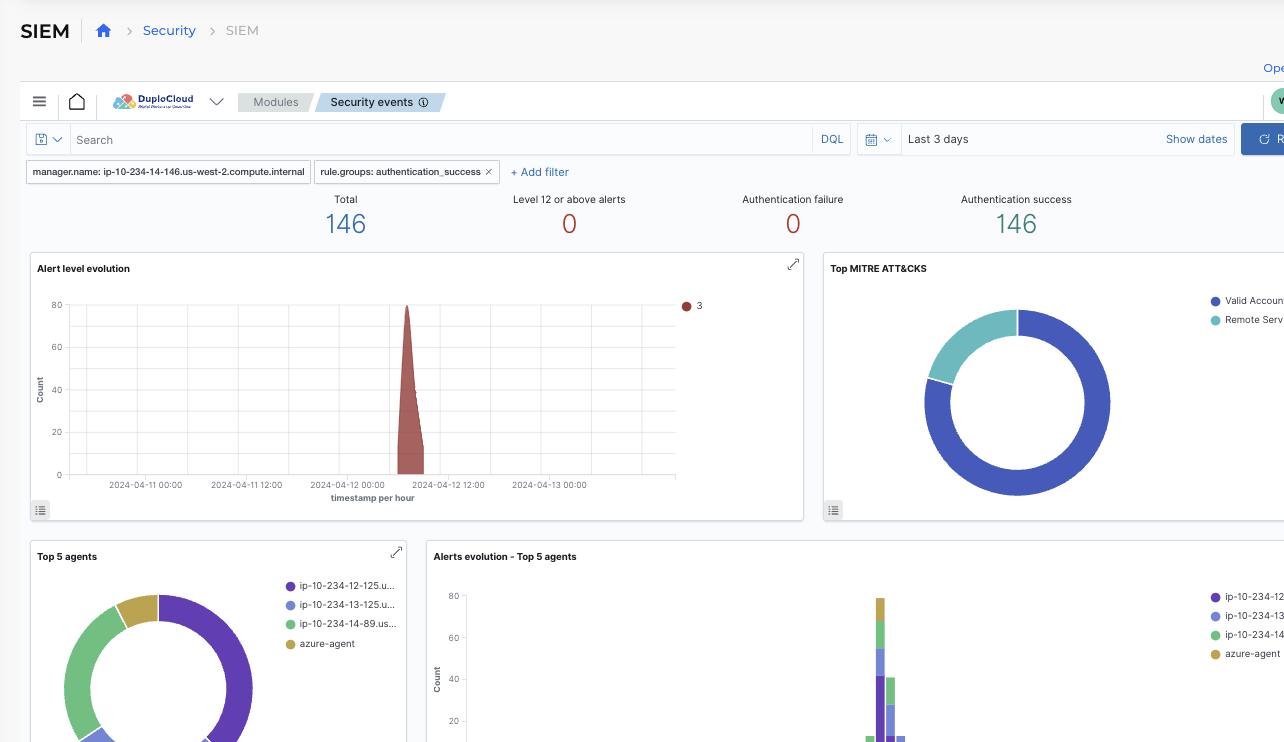 SIEM
Security
SIEM
Ope
DuploCloud
Modules
Security events
W
Search
DQL
Last 3 days
Show dates
R
manager.name: ip-10-234-14-146.us-west-2.compute.internal
rule.groups: authentication_success ×
+ Add filter
Total
146
Level 12 or above alerts
0
Authentication failure
0
Authentication success
146
Alert level evolution
80
60
40
20
0
Count
2024-04-11 00:00
2024-04-11 12:00
2024-04-12 00:00
2024-04-12 12:00
2024-04-13 00:00
timestamp per hour
3
Top MITRE ATT&CKS
Valid Accoun
Remote Serv
Top 5 agents
ip-10-234-12-125.u...
ip-10-234-13-125.u...
ip-10-234-14-89.us...
azure-agent
Alerts evolution - Top 5 agents
80
60
40
20
Count
ip-10-234-12
ip-10-234-13
ip-10-234-14
azure-agent